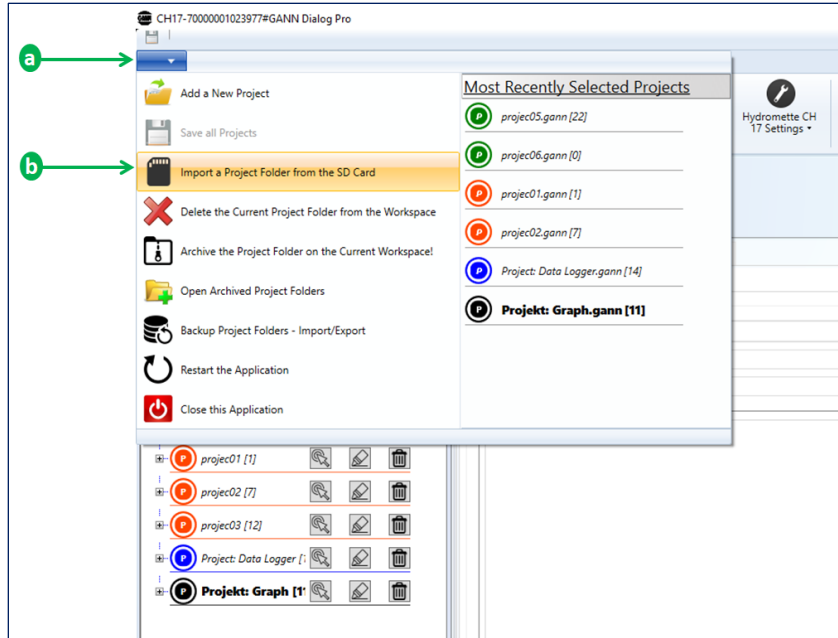 CH17-70000001023977#GANN Dialog Pro
a
Add a New Project
Save all Projects
b
Import a Project Folder from the SD Card
Delete the Current Project Folder from the Workspace
Archive the Project Folder on the Current Workspace!
Open Archived Project Folders
Backup Project Folders - Import/Export
Restart the Application
Close this Application
Most Recently Selected Projects
P
projec05.gann [22]
P
projec06.gann [0]
P
projec01.gann [1]
P
projec02.gann [7]
P
Project: Data Logger.gann [14]
P
Projekt: Graph.gann [11]
Hydromette CH
17 Settings
P
projec01 [1]
P
projec02 [7]
P
projec03 [12]
P
Project: Data Logger [1
P
Projekt: Graph [1